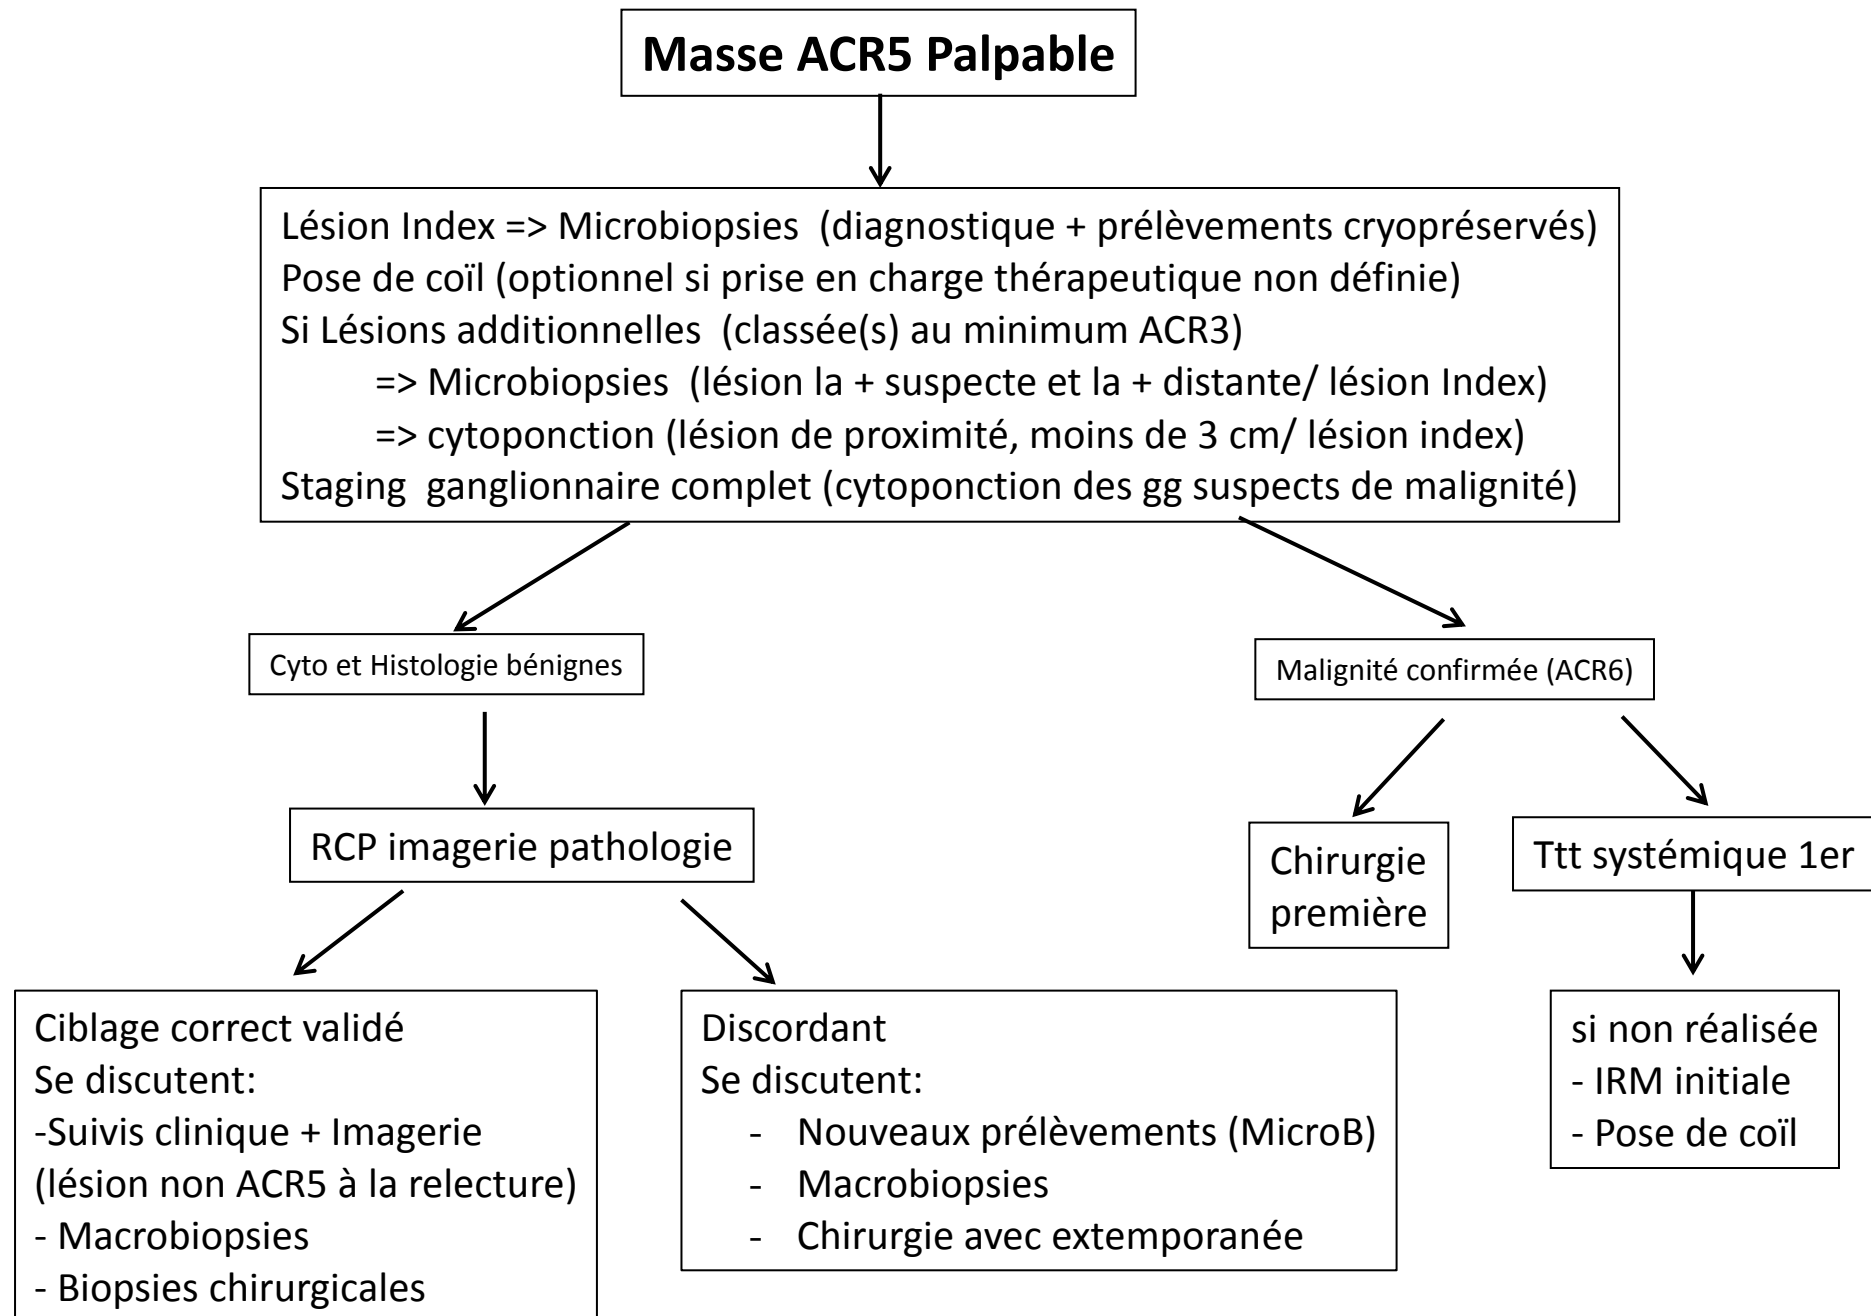 Masse ACR5 Palpable
Lésion Index => Microbiopsies (diagnostique + prélèvements cryopréservés)
Pose de coïl (optionnel si prise en charge thérapeutique non définie)
Si Lésions additionnelles (classée(s) au minimum ACR3)
=> Microbiopsies (lésion la + suspecte et la + distante/ lésion Index)
=> cytoponction (lésion de proximité, moins de 3 cm/ lésion index)
Staging ganglionnaire complet (cytoponction des gg suspects de malignité)
Cyto et Histologie bénignes
Malignité confirmée (ACR6)
RCP imagerie pathologie
Chirurgie
première
Ttt systémique 1er
Ciblage correct validé
Se discutent:
-Suivis clinique + Imagerie
(lésion non ACR5 à la relecture)
- Macrobiopsies
- Biopsies chirurgicales
Discordant
Se discutent:
- Nouveaux prélèvements (MicroB)
- Macrobiopsies
- Chirurgie avec extemporanée
si non réalisée
- IRM initiale
- Pose de coïl